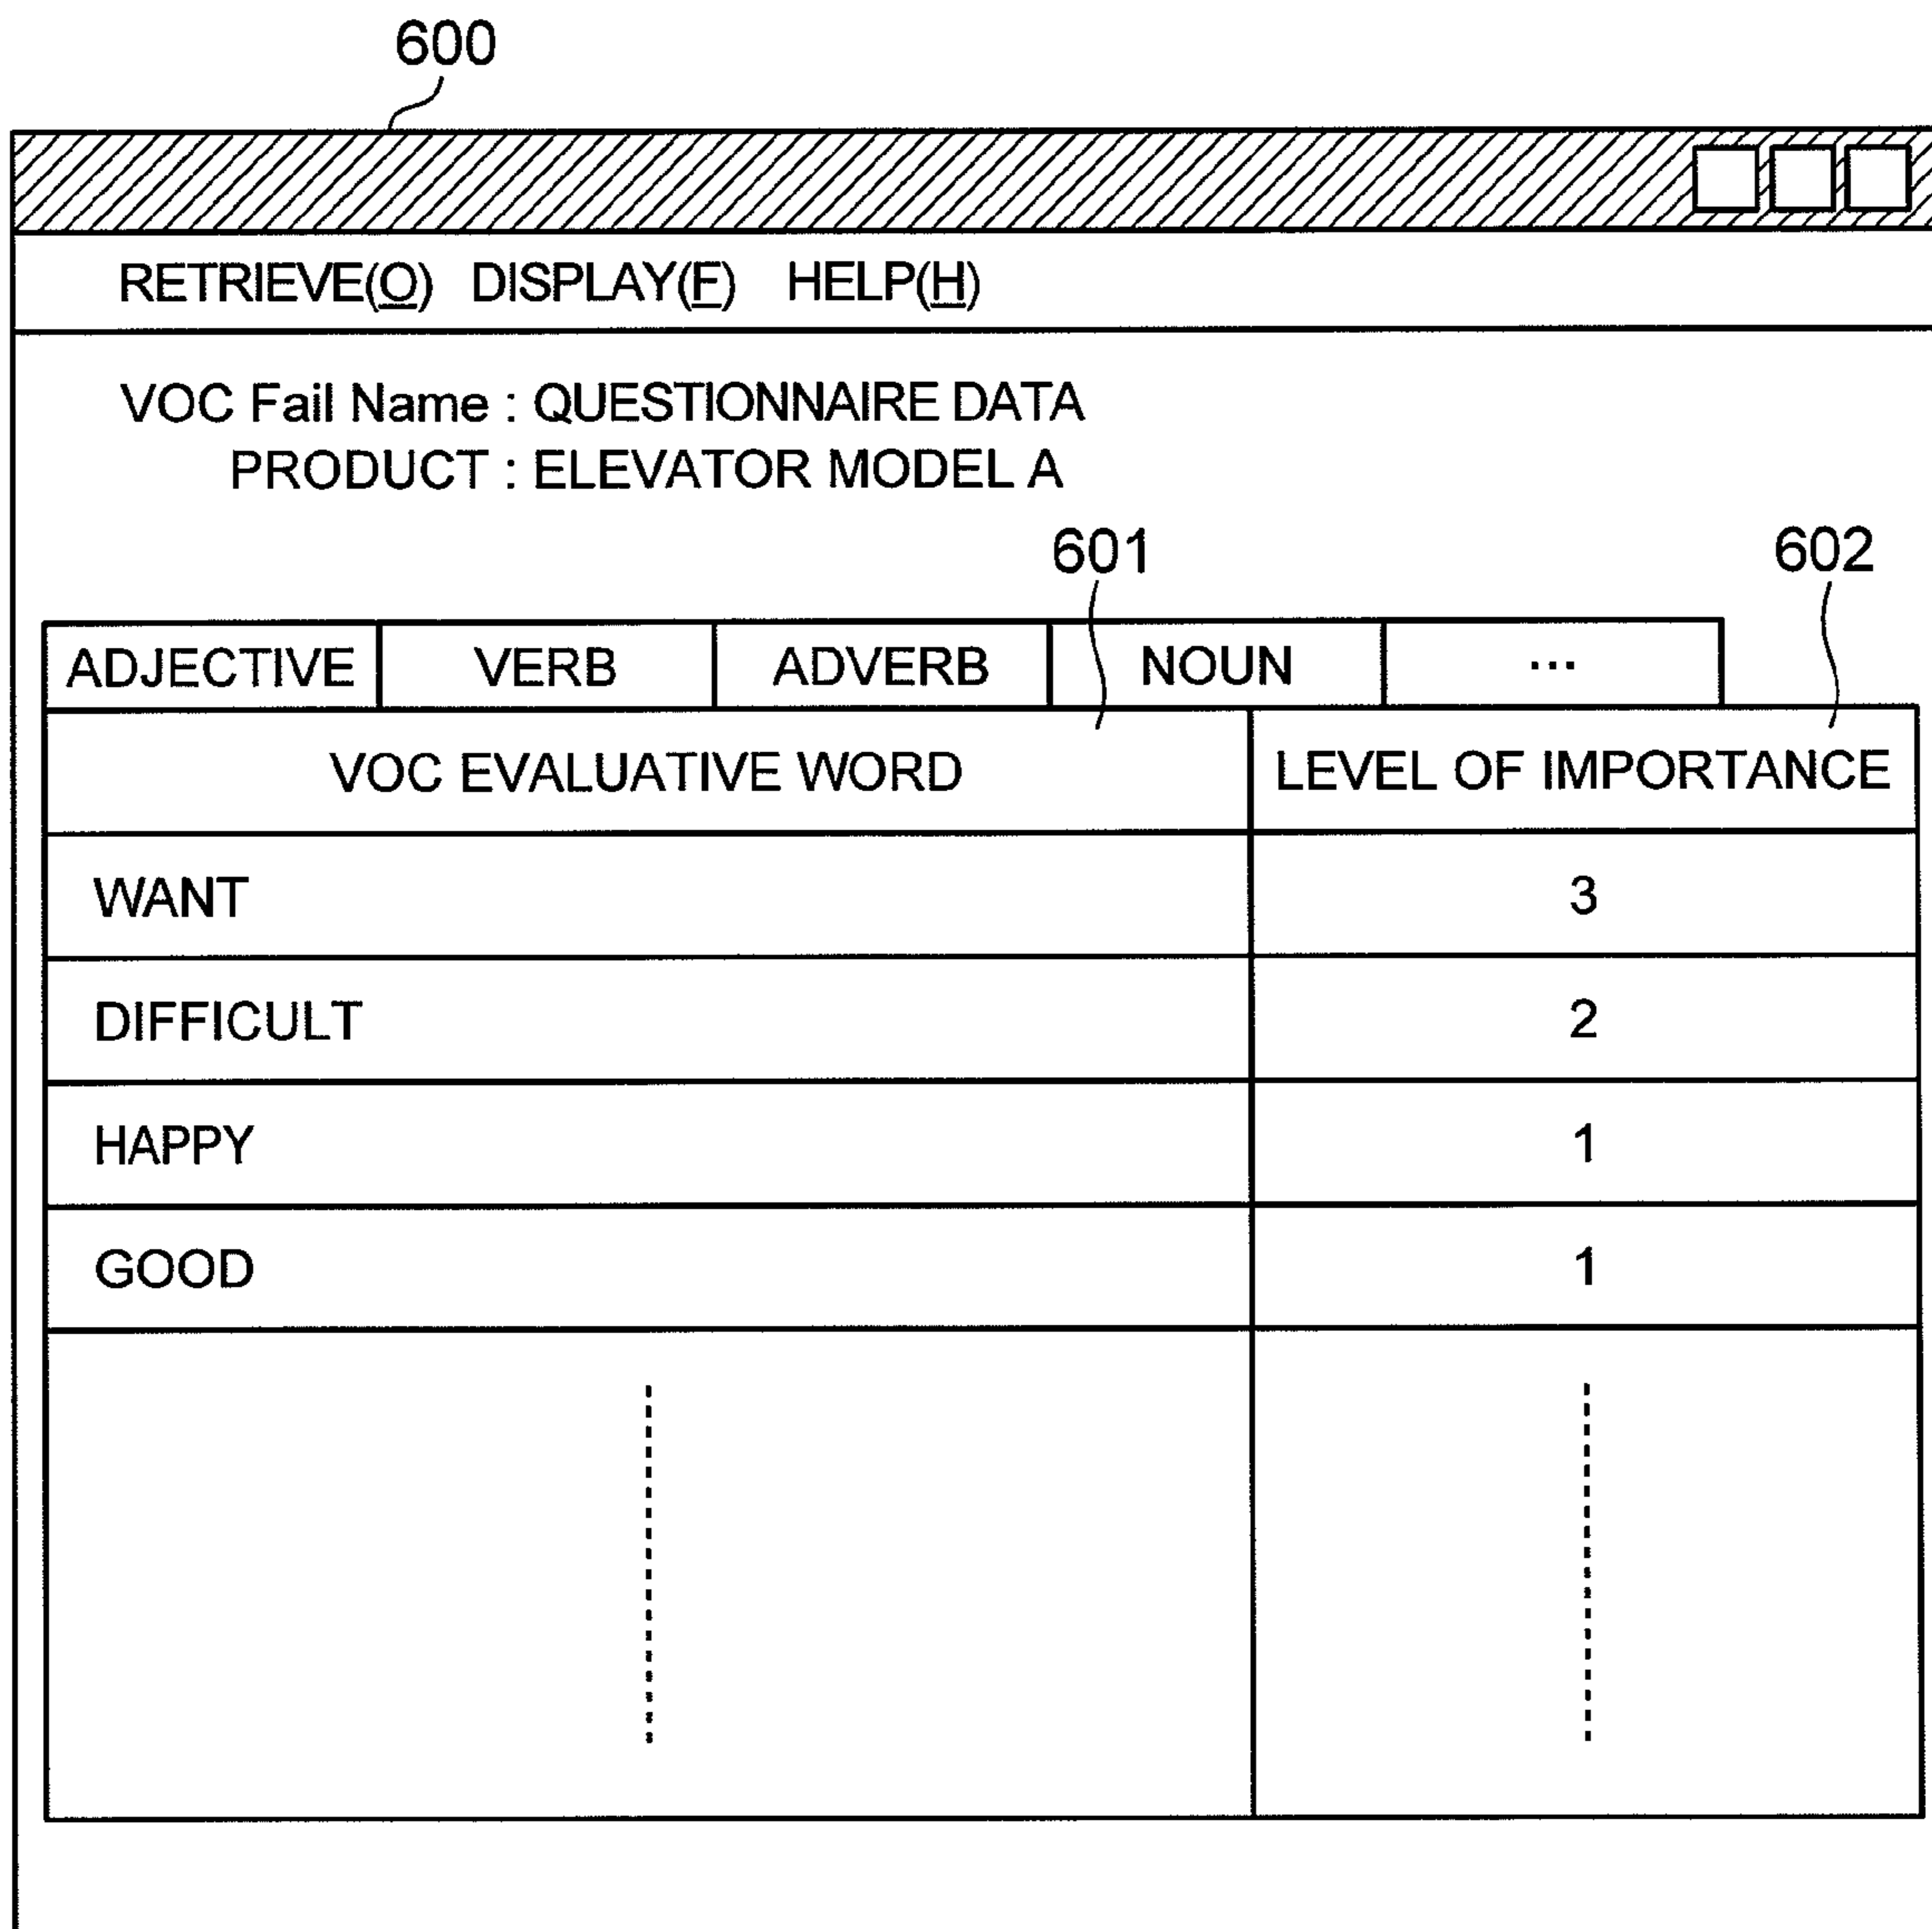 600
RETRIEVE(O) DISPLAY(F) HELP(H)
VOC Fail Name : QUESTIONNAIRE DATA
PRODUCT : ELEVATOR MODEL A
601 602
ADJECTIVE VERB ADVERB NOUN ...
VOC EVALUATIVE WORD LEVEL OF IMPORTANCE
WANT 3
DIFFICULT 2
HAPPY 1
GOOD 1